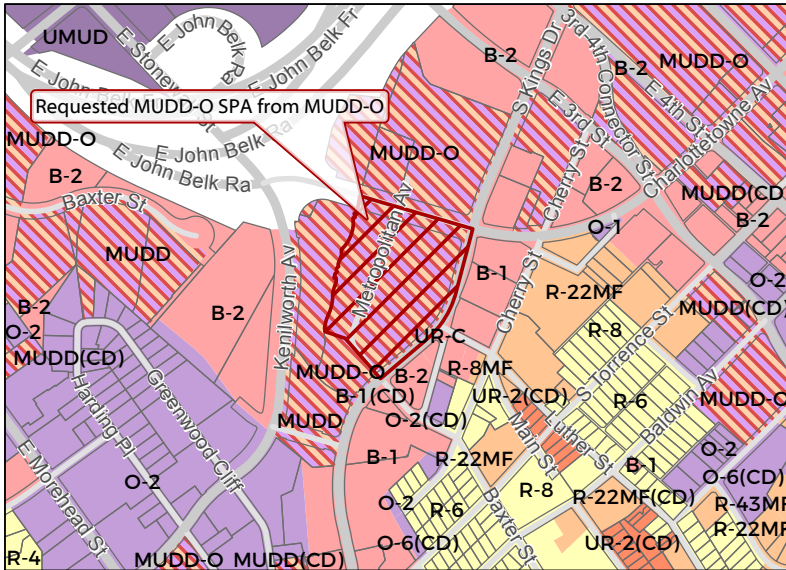 UMUD
E Stonewall St
E John Belk Ra
E John Belk Fr
E John Belk Fr
B-2
S Kings Dr
3rd 4th Connector St
B-2
MUDD-O
E 4th St
Charlottetowne Av
E 3rd St
Requested MUDD-O SPA from MUDD-O
MUDD-O
E John Belk Ra
E John Belk Ra
MUDD-O
B-2
Baxter St
MUDD
Cherry St
B-2
MUDD(CD)
B-2
O-1
Metropolitan Av
Kenilworth Av
B-2
B-1
Cherry St
R-22MF
R-8
S Torrence St
MUDD(CD)
B-2
O-2
MUDD(CD)
UR-C
R-8MF
MUDD-O
B-2
B-1(CD)
UR-2(CD)
R-6
Baldwin Av
MUDD-O
Harding Pl
Greenwood Cliff
MUDD
O-2(CD)
Main St
Luther St
E Morehead St
O-2
B-1
R-22MF
B-1
O-2
O-6(CD)
R-8
R-22MF(CD)
R-43MF
R-22MF
O-2
R-6
Baxter St
O-6(CD)
UR-2(CD)
R-4
MUDD-O
MUDD(CD)